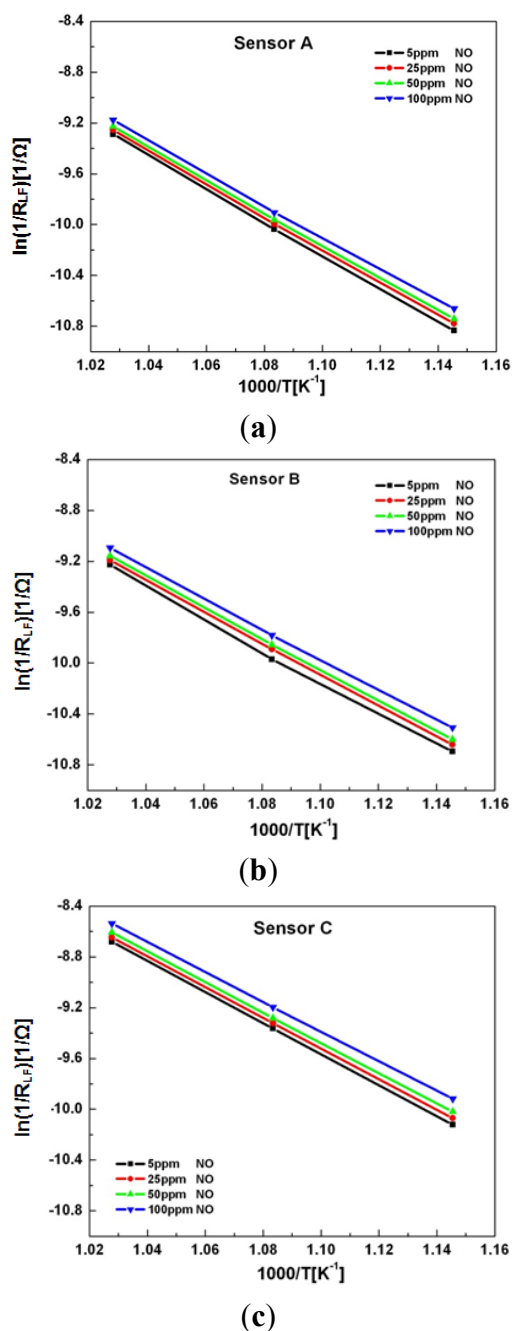 Sensor A
5ppm NO
25ppm NO
50ppm NO
100ppm NO
-8.4
-8.8
-9.2
-9.6
-10.0
-10.4
-10.8
ln(1/R_LF)[1/Ω]
1.02 1.04 1.06 1.08 1.10 1.12 1.14 1.16
1000/T[K⁻¹]
(a)
Sensor B
5ppm NO
25ppm NO
50ppm NO
100ppm NO
-8.4
-8.8
-9.2
-9.6
-10.0
-10.4
-10.8
ln(1/R_LF)[1/Ω]
1.02 1.04 1.06 1.08 1.10 1.12 1.14 1.16
1000/T[K⁻¹]
(b)
Sensor C
-8.4
-8.8
-9.2
-9.6
-10.0
-10.4
-10.8
ln(1/R_LF)[1/Ω]
5ppm NO
25ppm NO
50ppm NO
100ppm NO
1.02 1.04 1.06 1.08 1.10 1.12 1.14 1.16
1000/T[K⁻¹]
(c)